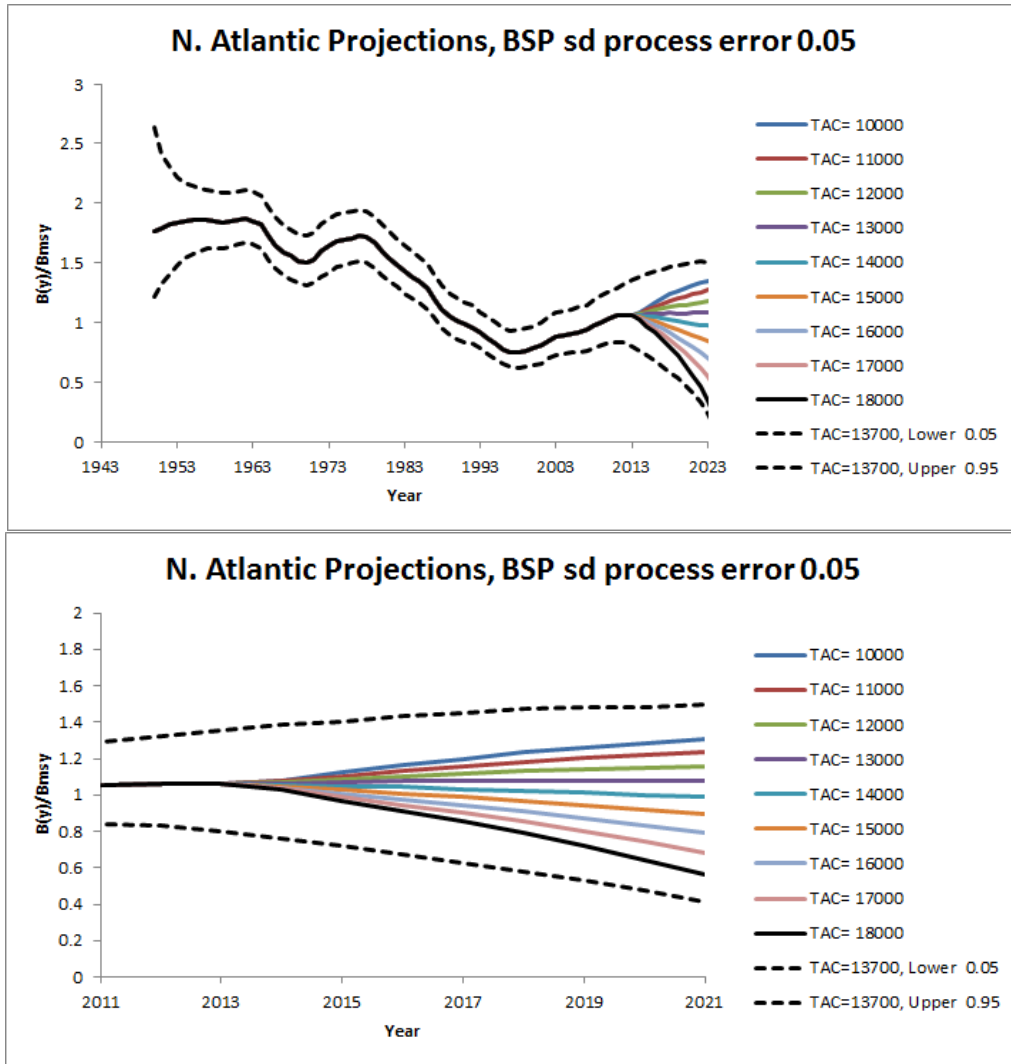 N. Atlantic Projections, BSP sd process error 0.05
3
2.5
2
1.5
1
0.5
0
B(y)/Bmsy
1943 1953 1963 1973 1983 1993 2003 2013 2023
Year
TAC= 10000
TAC= 11000
TAC= 12000
TAC= 13000
TAC= 14000
TAC= 15000
TAC= 16000
TAC= 17000
TAC= 18000
TAC=13700, Lower 0.05
TAC=13700, Upper 0.95
N. Atlantic Projections, BSP sd process error 0.05
2
1.8
1.6
1.4
1.2
1
0.8
0.6
0.4
0.2
0
B(y)/Bmsy
2011 2013 2015 2017 2019 2021
Year
TAC= 10000
TAC= 11000
TAC= 12000
TAC= 13000
TAC= 14000
TAC= 15000
TAC= 16000
TAC= 17000
TAC= 18000
TAC=13700, Lower 0.05
TAC=13700, Upper 0.95